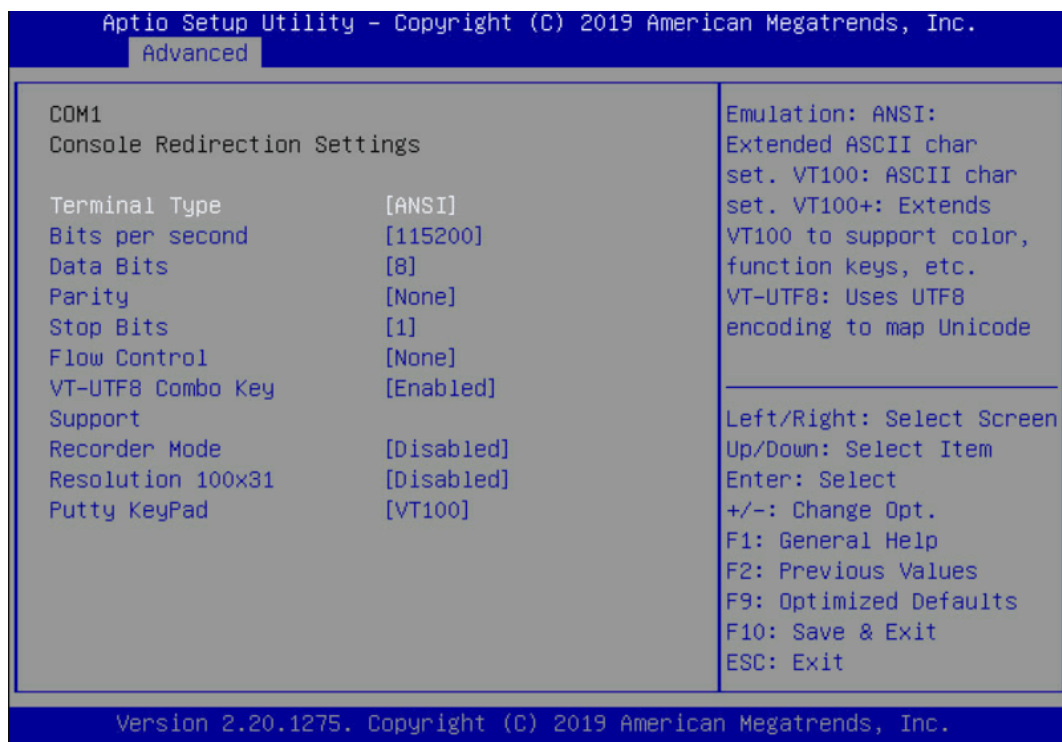 Aptio Setup Utility – Copyright (C) 2019 American Megatrends, Inc.
Advanced
COM1
Console Redirection Settings
Terminal Type [ANSI]
Bits per second [115200]
Data Bits [8]
Parity [None]
Stop Bits [1]
Flow Control [None]
VT-UTF8 Combo Key [Enabled]
Support
Recorder Mode [Disabled]
Resolution 100x31 [Disabled]
Putty KeyPad [VT100]
Emulation: ANSI:
Extended ASCII char
set. VT100: ASCII char
set. VT100+: Extends
VT100 to support color,
function keys, etc.
VT-UTF8: Uses UTF8
encoding to map Unicode
Left/Right: Select Screen
Up/Down: Select Item
Enter: Select
+/-: Change Opt.
F1: General Help
F2: Previous Values
F9: Optimized Defaults
F10: Save & Exit
ESC: Exit
Version 2.20.1275. Copyright (C) 2019 American Megatrends, Inc.